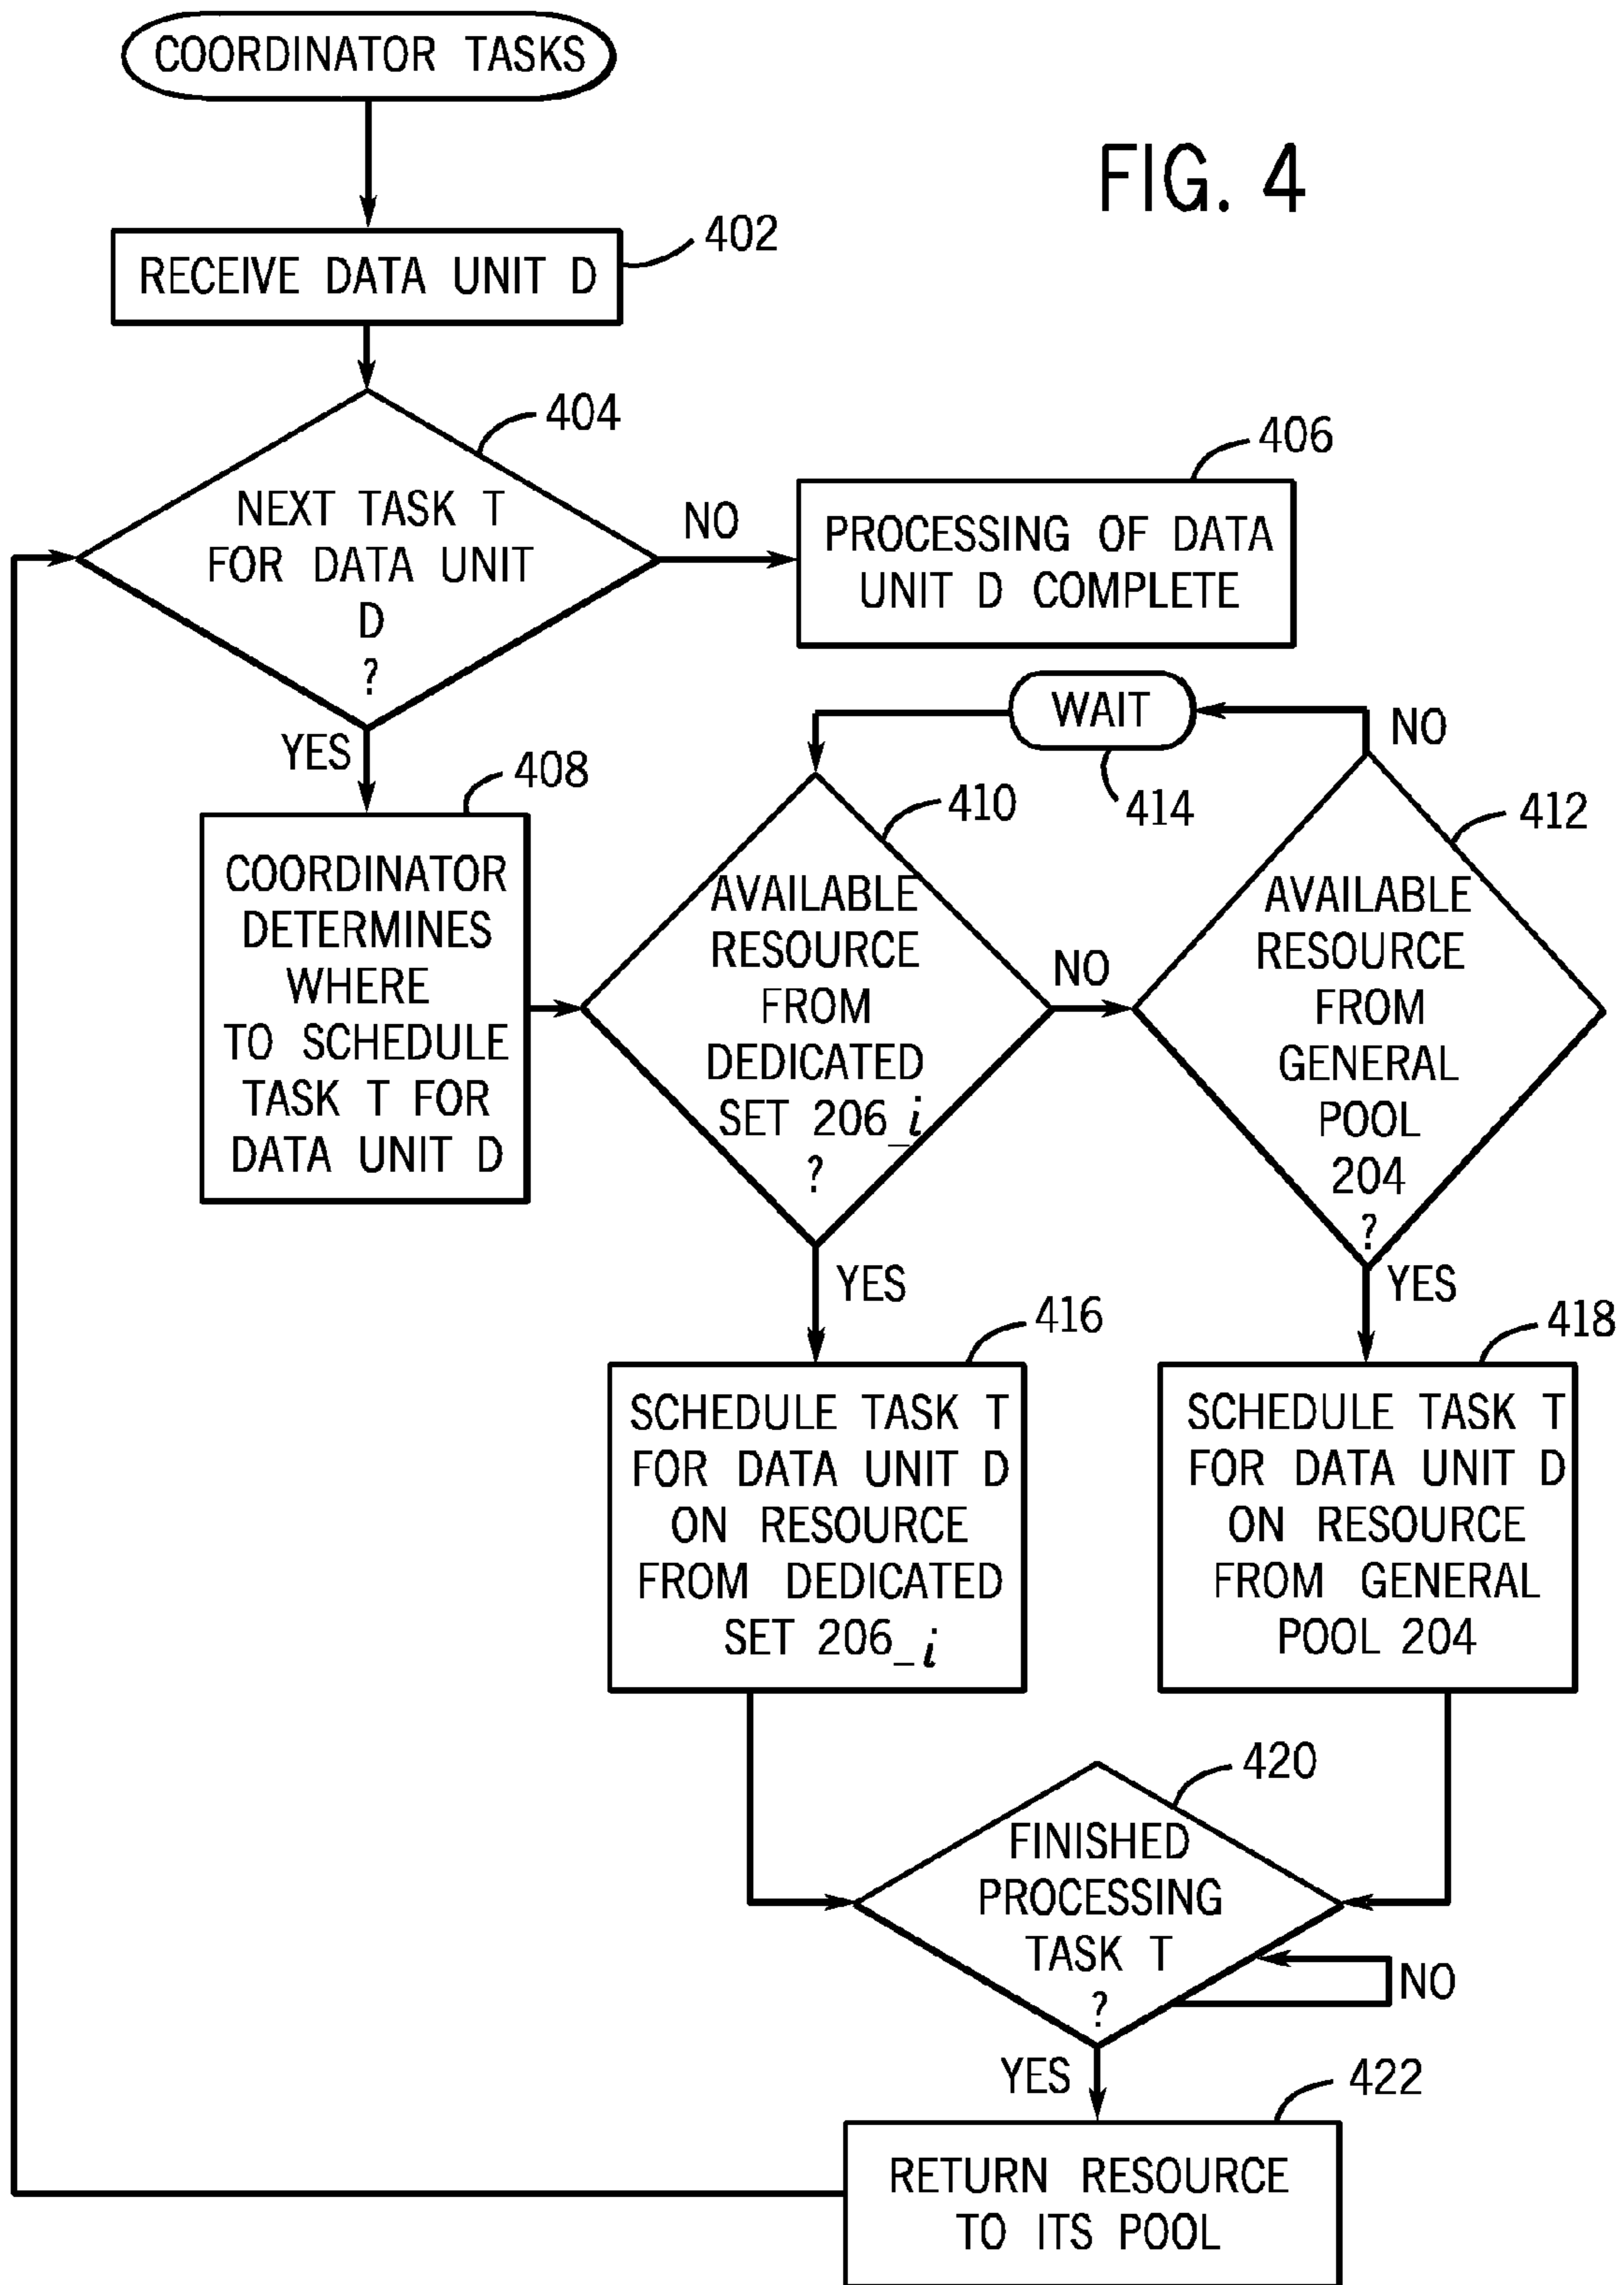 COORDINATOR TASKS
FIG. 4
402
RECEIVE DATA UNIT D
404
NEXT TASK T
FOR DATA UNIT
D
?
NO
406
PROCESSING OF DATA
UNIT D COMPLETE
YES
WAIT
414
NO
408
COORDINATOR
DETERMINES
WHERE
TO SCHEDULE
TASK T FOR
DATA UNIT D
410
AVAILABLE
RESOURCE
FROM
DEDICATED
SET 206_i
?
NO
412
AVAILABLE
RESOURCE
FROM
GENERAL
POOL
204
?
YES
YES
416
SCHEDULE TASK T
FOR DATA UNIT D
ON RESOURCE
FROM DEDICATED
SET 206_i
418
SCHEDULE TASK T
FOR DATA UNIT D
ON RESOURCE
FROM GENERAL
POOL 204
420
FINISHED
PROCESSING
TASK T
?
NO
YES
422
RETURN RESOURCE
TO ITS POOL